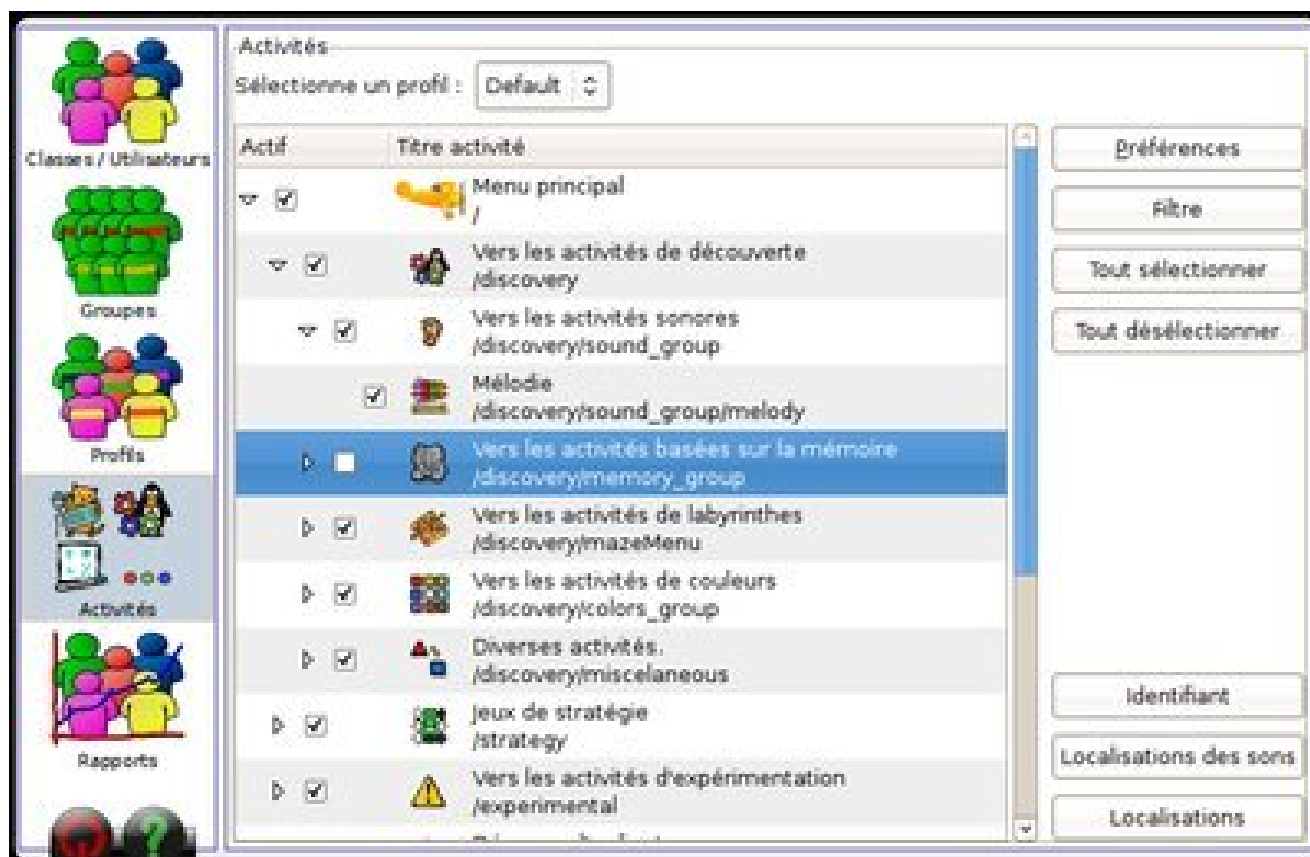 Classes / Utilisateurs
Groupes
Profils
Activités
Rapports
Activités
Sélectionne un profil : Default
Actif Titre activité
Menu principal
/
Vers les activités de découverte
/discovery
Vers les activités sonores
/discovery/sound_group
Mélodie
/discovery/sound_group/melody
Vers les activités basées sur la mémoire
/discovery/memory_group
Vers les activités de labyrinthes
/discovery/mazeMenu
Vers les activités de couleurs
/discovery/colors_group
Diverses activités.
/discovery/miscelaneous
Jeux de stratégie
/strategy
Vers les activités d'expérimentation
/experimental
Préférences
Filtre
Tout sélectionner
Tout désélectionner
Identifiant
Localisations des sons
Localisations